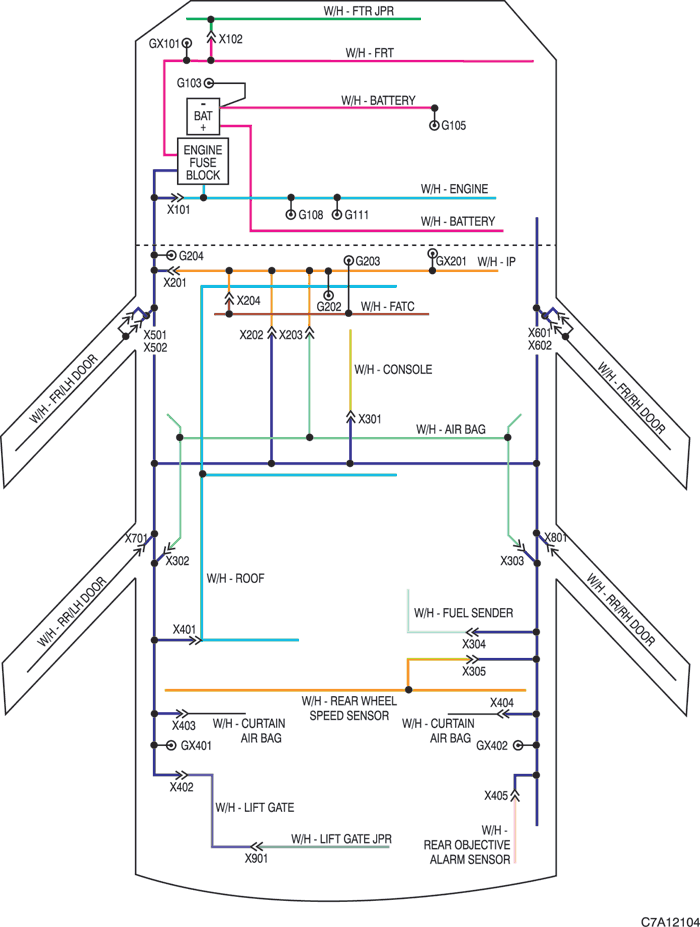 W/H - FTR JPR
GX101
X102
W/H - FRT
G103
-
BAT
+
W/H - BATTERY
G105
ENGINE
FUSE
BLOCK
W/H - ENGINE
X101
G108
G111
W/H - BATTERY
G204
G203
GX201
W/H - IP
X201
X204
G202
W/H - FATC
X202
X203
X501
X502
X601
X602
W/H - FR/LH DOOR
W/H - FR/RH DOOR
W/H - CONSOLE
X301
W/H - AIR BAG
X701
X302
X801
X303
W/H - ROOF
W/H - RR/LH DOOR
W/H - RR/RH DOOR
W/H - FUEL SENDER
X401
X304
X305
W/H - REAR WHEEL
SPEED SENSOR
X404
X403
W/H - CURTAIN
AIR BAG
W/H - CURTAIN
AIR BAG
GX401
GX402
X402
X405
W/H - LIFT GATE
W/H - LIFT GATE JPR
X901
W/H -
REAR OBJECTIVE
ALARM SENSOR
C7A12104